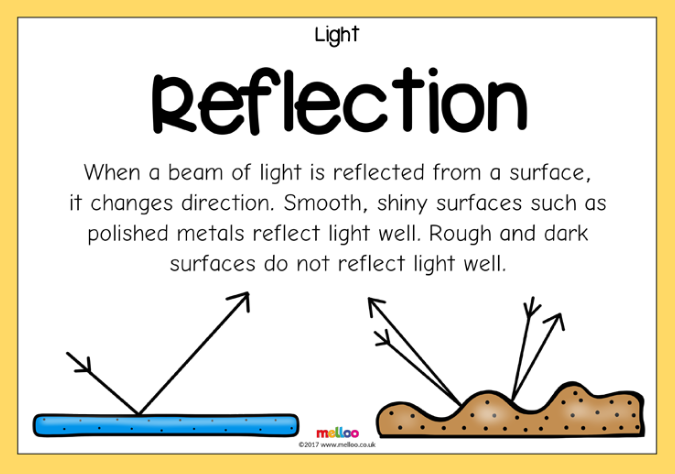 Light
Reflection
When a beam of light is reflected from a surface,
it changes direction. Smooth, shiny surfaces such as
polished metals reflect light well. Rough and dark
surfaces do not reflect light well.
melloo
©2017 www.melloo.co.uk